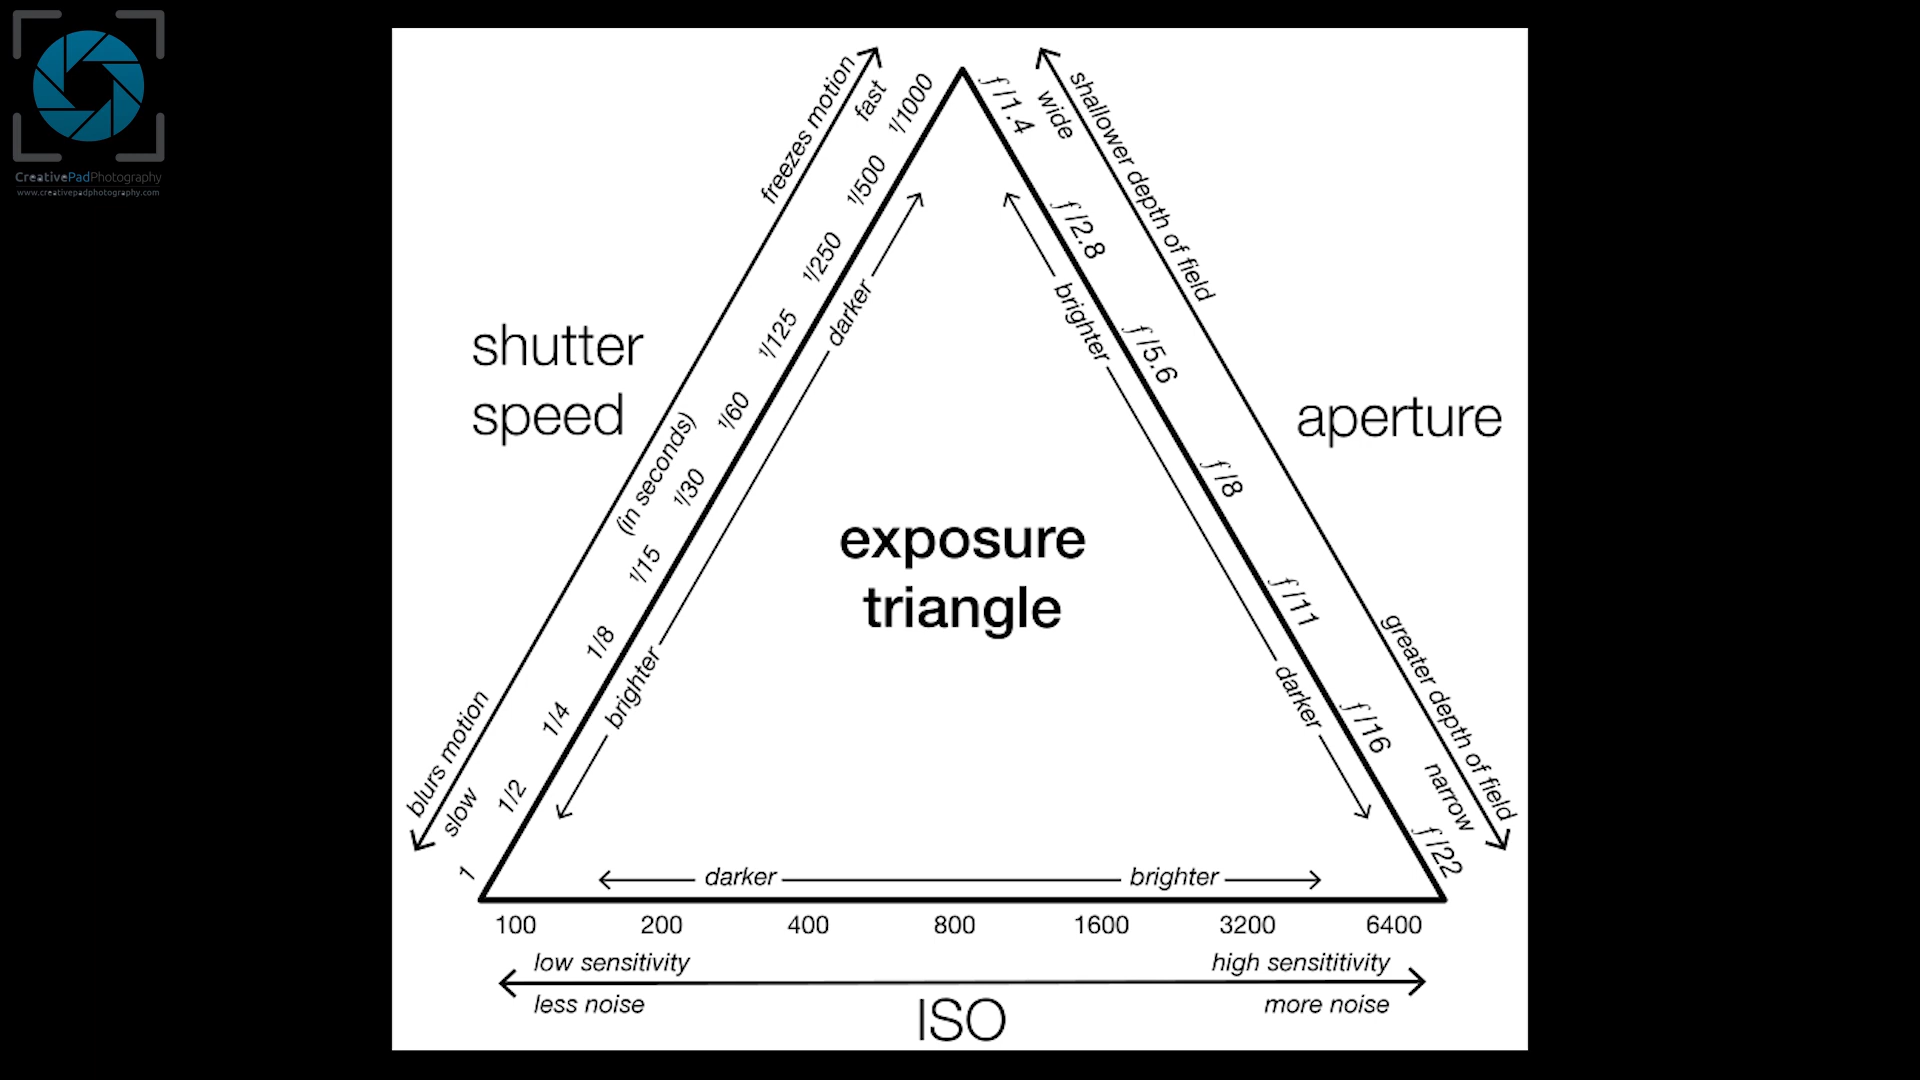 CreativePadPhotography
www.creativepadphotography.com
shutter
speed
freezes motion
fast
(in seconds)
blurs motion
slow
1/1000
1/500
1/250
1/125
1/60
1/30
1/15
1/8
1/4
1/2
1
darker
brighter
exposure
triangle
aperture
shallower depth of field
wide
greater depth of field
narrow
f/1.4
f/2.8
f/5.6
f/8
f/11
f/16
f/22
brighter
darker
darker brighter
100 200 400 800 1600 3200 6400
low sensitivity high sensititivity
less noise more noise
ISO